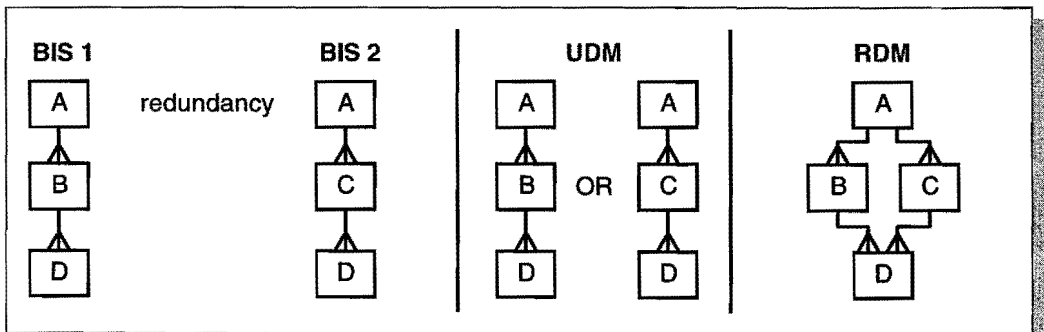 BIS 1 BIS 2 UDM RDM
A redundancy A A A A
B C B OR C B C
D D D D D